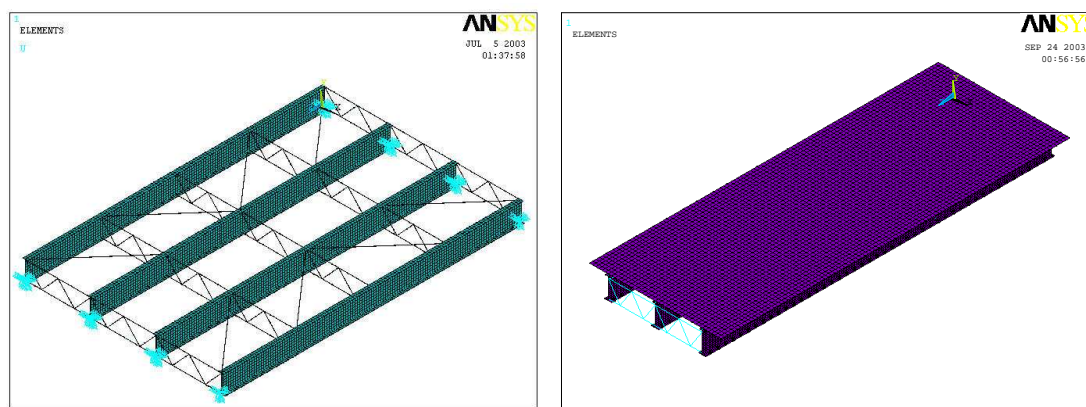 1
ELEMENTS
U
ANSYS
JUL 5 2003
01:37:58
Z
X
1
ELEMENTS
ANSYS
SEP 24 2003
00:56:56